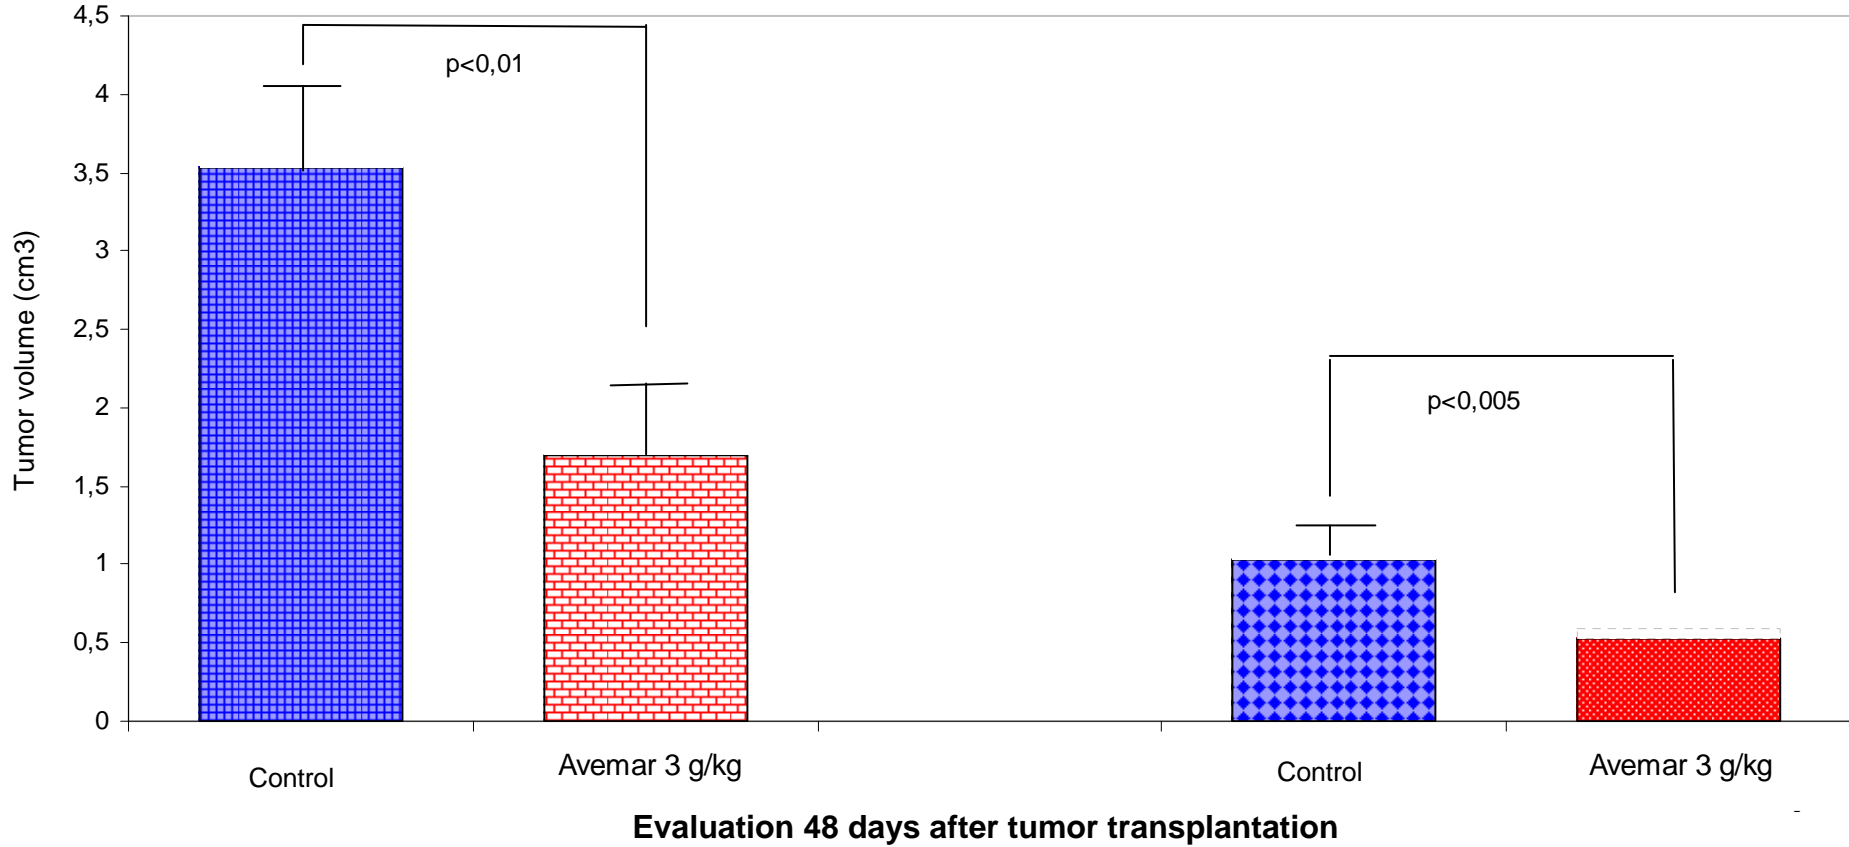 4,5
4
3,5
3
2,5
2
1,5
1
0,5
0
Tumor volume (cm3)
p<0,01
p<0,005
Control
Avemar 3 g/kg
Control
Avemar 3 g/kg
Evaluation 48 days after tumor transplantation